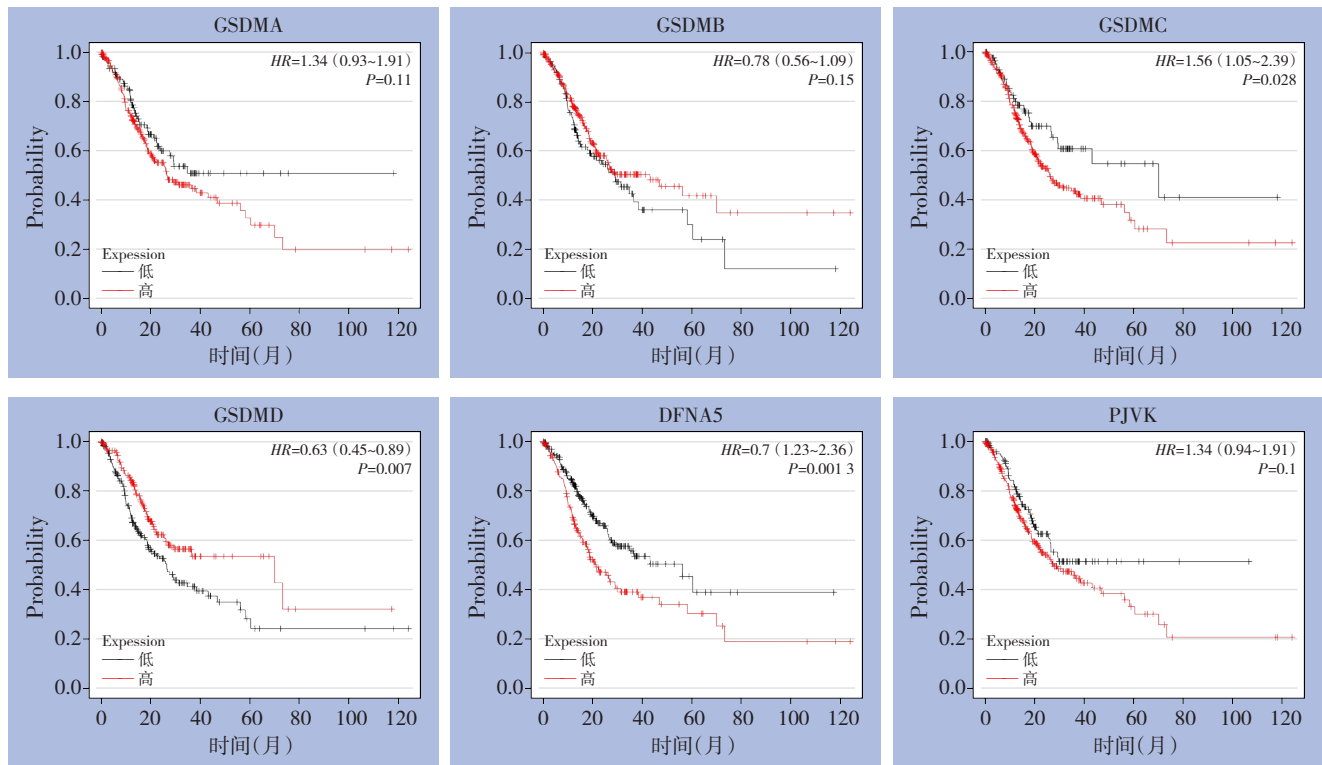 GSDMA
HR=1.34 (0.93~1.91)
P=0.11
1.0
0.8
0.6
0.4
0.2
0.0
Probability
Expession
低
高
0 20 40 60 80 100 120
时间(月)
GSDMB
HR=0.78 (0.56~1.09)
P=0.15
1.0
0.8
0.6
0.4
0.2
0.0
Probability
Expession
低
高
0 20 40 60 80 100 120
时间(月)
GSDMC
HR=1.56 (1.05~2.39)
P=0.028
1.0
0.8
0.6
0.4
0.2
0.0
Probability
Expession
低
高
0 20 40 60 80 100 120
时间(月)
GSDMD
HR=0.63 (0.45~0.89)
P=0.007
1.0
0.8
0.6
0.4
0.2
0.0
Probability
Expession
低
高
0 20 40 60 80 100 120
时间(月)
DFNA5
HR=0.7 (1.23~2.36)
P=0.001 3
1.0
0.8
0.6
0.4
0.2
0.0
Probability
Expession
低
高
0 20 40 60 80 100 120
时间(月)
PJVK
HR=1.34 (0.94~1.91)
P=0.1
1.0
0.8
0.6
0.4
0.2
0.0
Probability
Expession
低
高
0 20 40 60 80 100 120
时间(月)